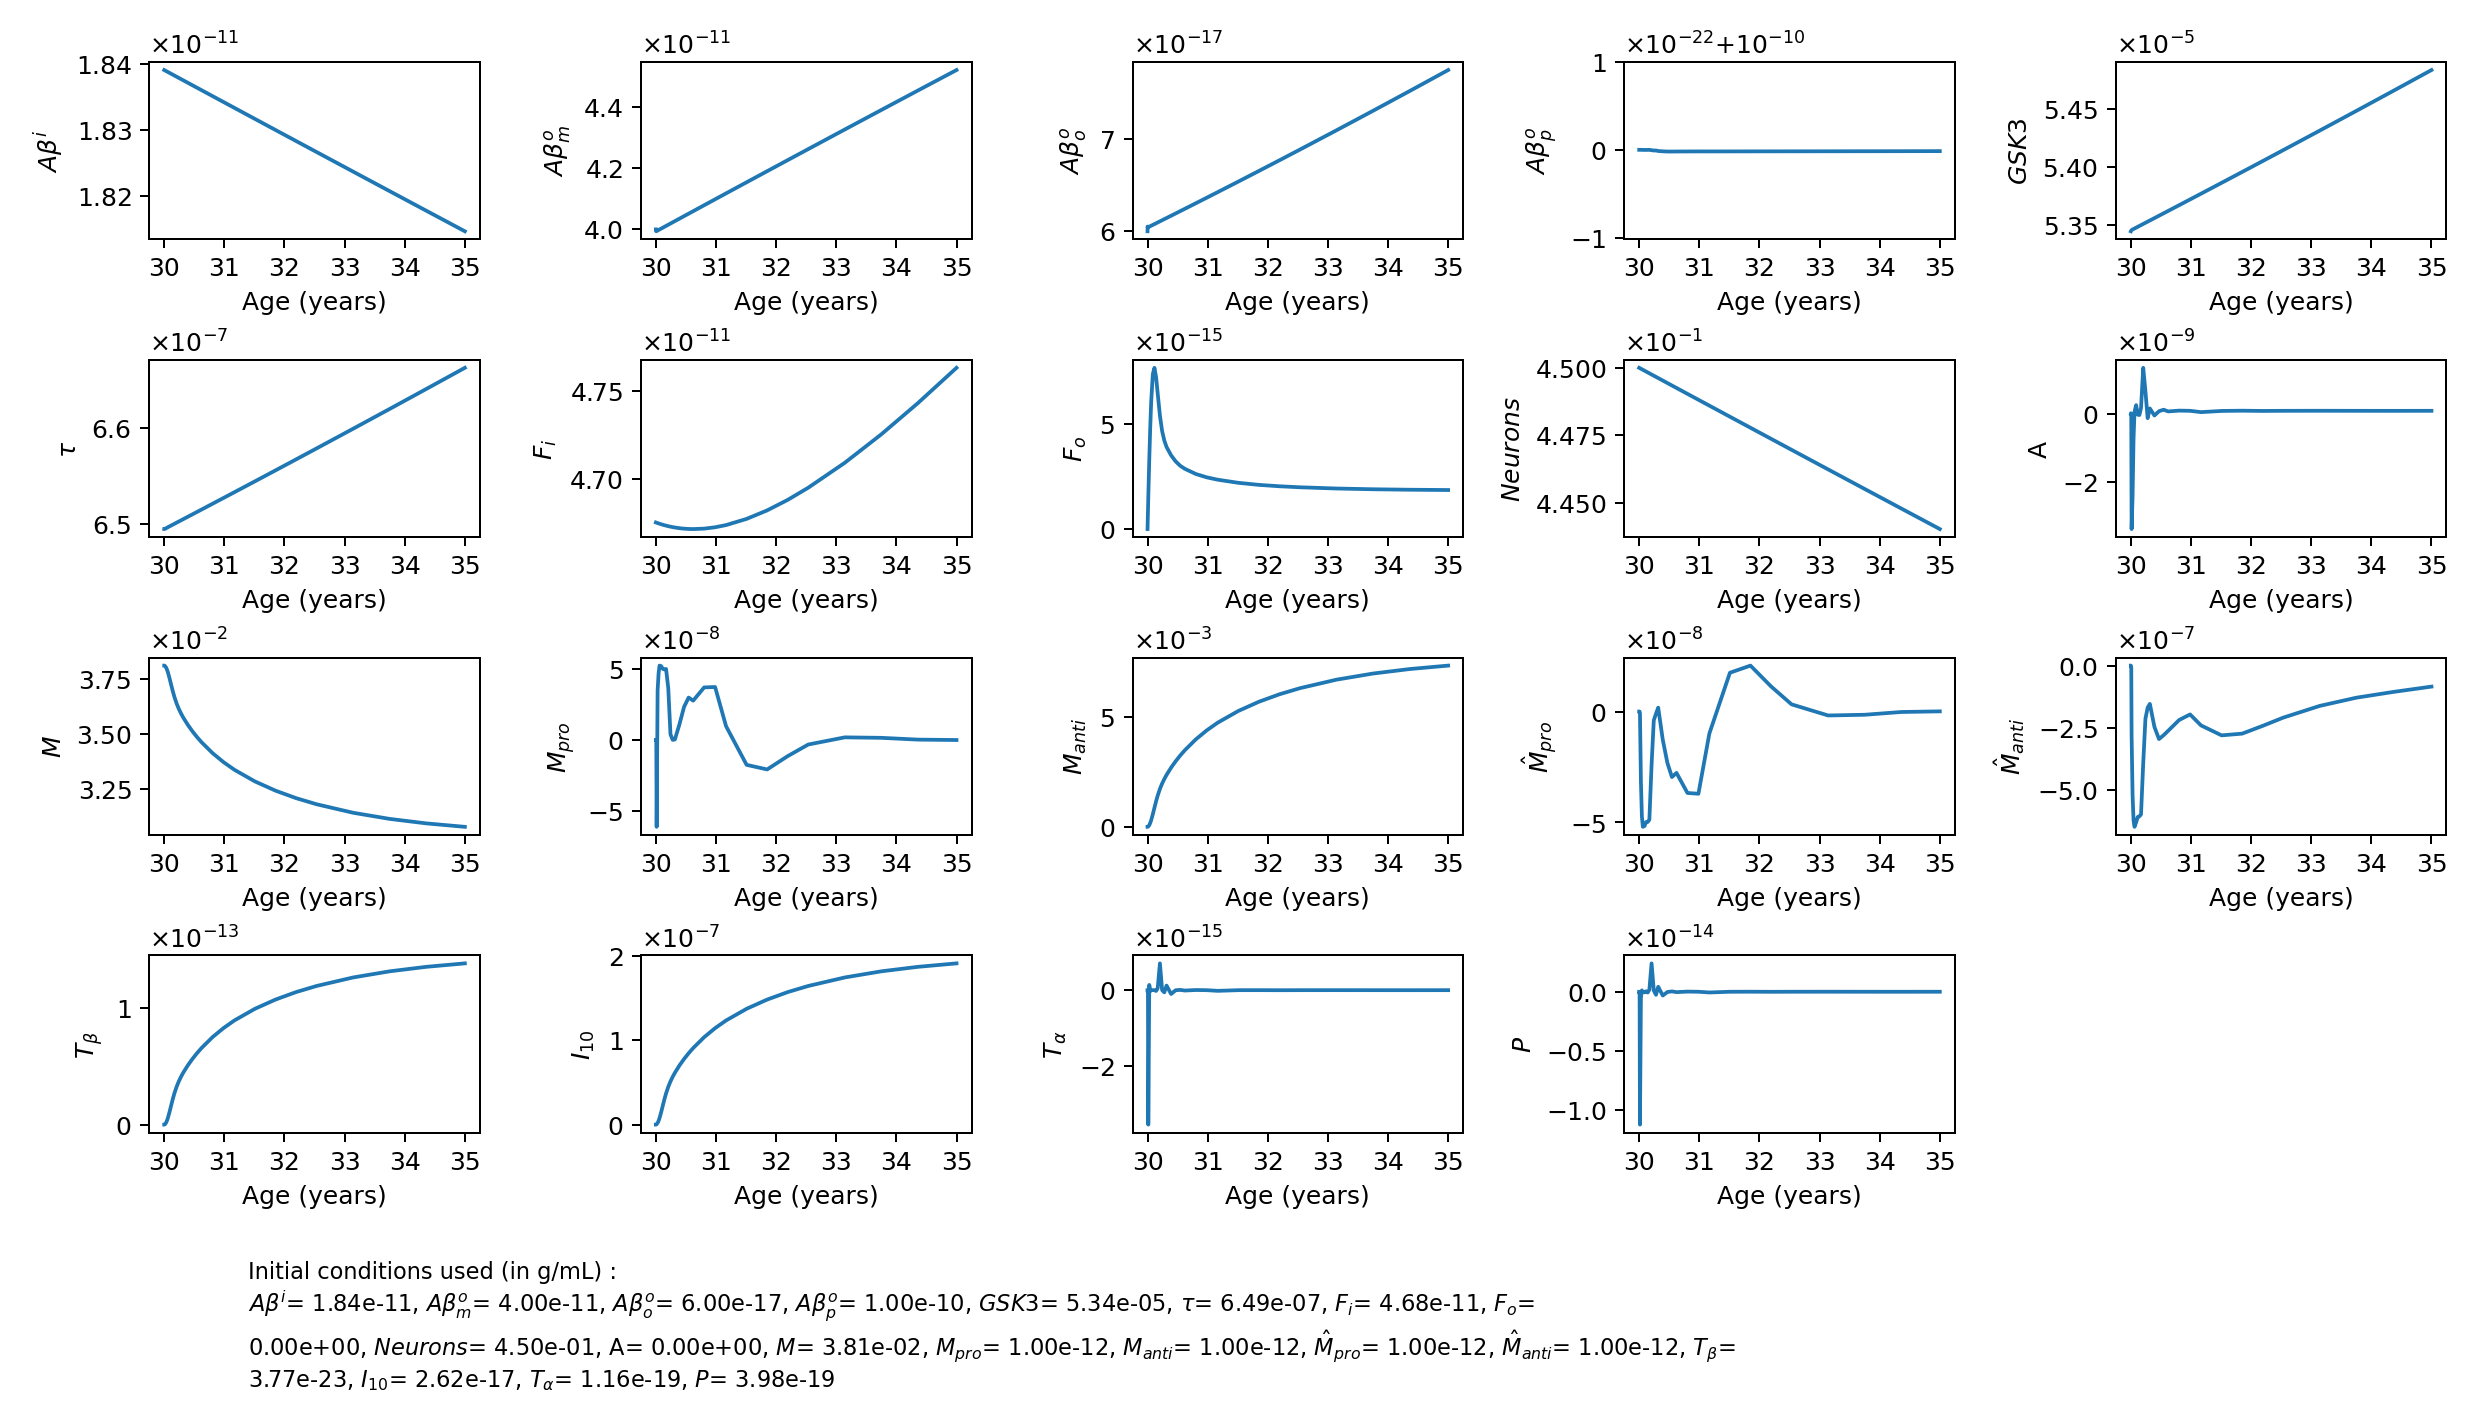 ×10⁻¹¹ ×10⁻¹¹ ×10⁻¹⁷ ×10⁻²²+10⁻¹⁰ ×10⁻⁵
1.84
1.83
1.82
Aβⁱ
30 31 32 33 34 35
Age (years)
4.4
4.2
4.0
Aβᵒₘ
30 31 32 33 34 35
Age (years)
7
6
Aβᵒₒ
30 31 32 33 34 35
Age (years)
1
0
−1
Aβᵒₚ
30 31 32 33 34 35
Age (years)
5.45
5.40
5.35
GSK3
30 31 32 33 34 35
Age (years)
×10⁻⁷ ×10⁻¹¹ ×10⁻¹⁵ ×10⁻¹ ×10⁻⁹
6.6
6.5
τ
30 31 32 33 34 35
Age (years)
4.75
4.70
Fᵢ
30 31 32 33 34 35
Age (years)
5
0
Fₒ
30 31 32 33 34 35
Age (years)
4.500
4.475
4.450
Neurons
30 31 32 33 34 35
Age (years)
0
−2
A
30 31 32 33 34 35
Age (years)
×10⁻² ×10⁻⁸ ×10⁻³ ×10⁻⁸ ×10⁻⁷
3.75
3.50
3.25
M
30 31 32 33 34 35
Age (years)
5
0
−5
M_pro
30 31 32 33 34 35
Age (years)
5
0
M_anti
30 31 32 33 34 35
Age (years)
0
−5
M̂_pro
30 31 32 33 34 35
Age (years)
0.0
−2.5
−5.0
M̂_anti
30 31 32 33 34 35
Age (years)
×10⁻¹³ ×10⁻⁷ ×10⁻¹⁵ ×10⁻¹⁴
1
0
Tᵦ
30 31 32 33 34 35
Age (years)
2
1
0
I₁₀
30 31 32 33 34 35
Age (years)
0
−2
T_α
30 31 32 33 34 35
Age (years)
0.0
−0.5
−1.0
P
30 31 32 33 34 35
Age (years)
Initial conditions used (in g/mL) :
Aβⁱ= 1.84e-11, Aβᵒₘ= 4.00e-11, Aβᵒₒ= 6.00e-17, Aβᵒₚ= 1.00e-10, GSK3= 5.34e-05, τ= 6.49e-07, Fᵢ= 4.68e-11, Fₒ=
0.00e+00, Neurons= 4.50e-01, A= 0.00e+00, M= 3.81e-02, M_pro= 1.00e-12, M_anti= 1.00e-12, M̂_pro= 1.00e-12, M̂_anti= 1.00e-12, Tᵦ=
3.77e-23, I₁₀= 2.62e-17, T_α= 1.16e-19, P= 3.98e-19